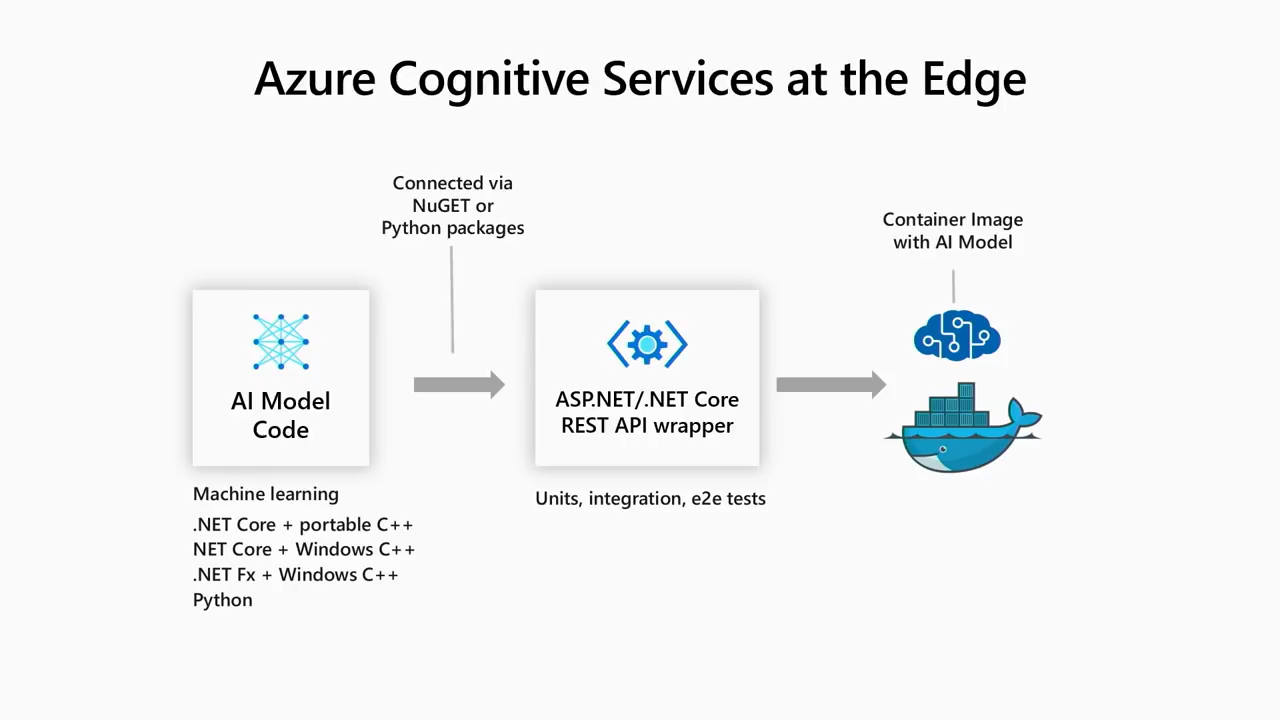 Azure Cognitive Services at the Edge
Connected via
NuGET or
Python packages
Container Image
with AI Model
AI Model
Code
ASP.NET/.NET Core
REST API wrapper
Machine learning
.NET Core + portable C++
NET Core + Windows C++
.NET Fx + Windows C++
Python
Units, integration, e2e tests